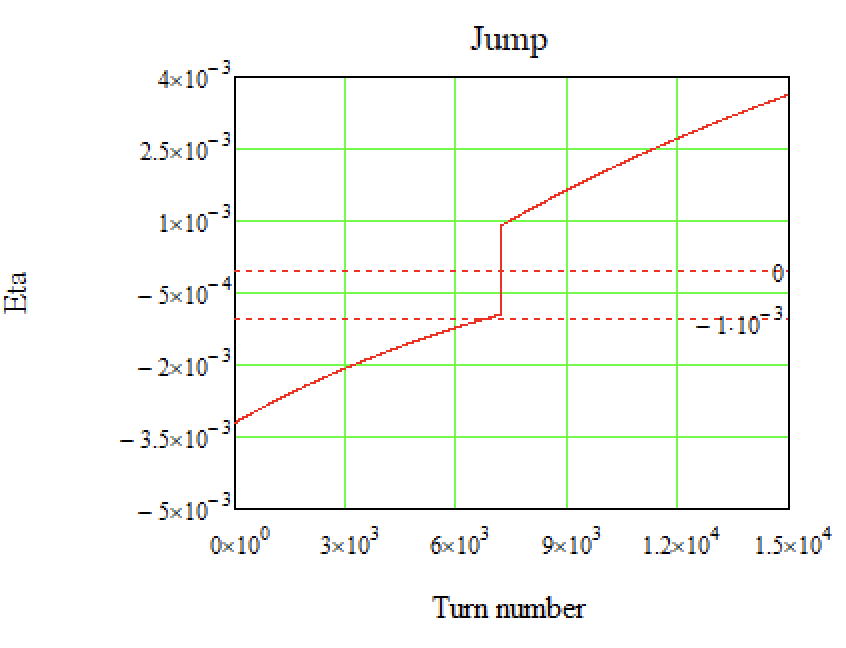 Jump
4×10⁻³
2.5×10⁻³
1×10⁻³
0
− 5×10⁻⁴
− 1·10⁻³
Eta
− 2×10⁻³
− 3.5×10⁻³
− 5×10⁻³
0×10⁰ 3×10³ 6×10³ 9×10³ 1.2×10⁴ 1.5×10⁴
Turn number